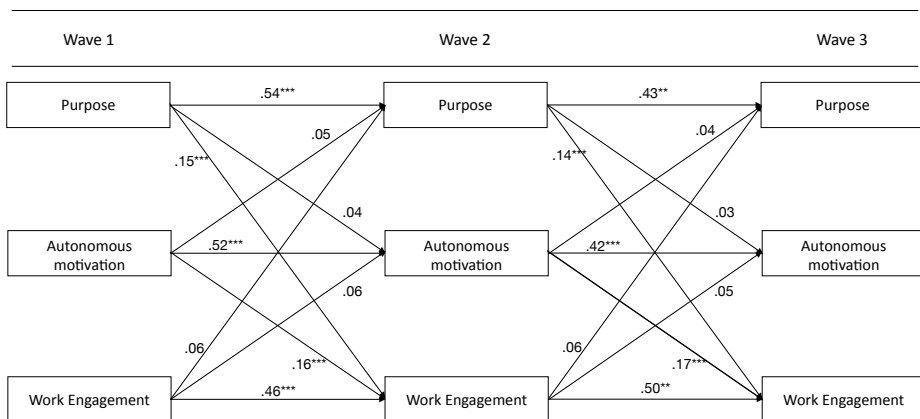 Wave 1 Wave 2 Wave 3
Purpose .54*** Purpose .43** Purpose
.05 .04
.15*** .14***
.04 .03
Autonomous motivation .52*** Autonomous motivation .42*** Autonomous motivation
.06 .05
.06 .06
.16*** .17***
Work Engagement .46*** Work Engagement .50** Work Engagement